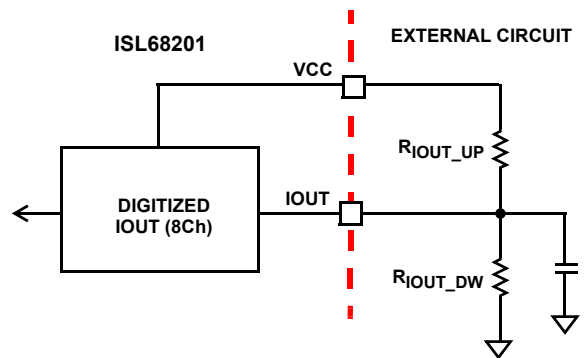 ISL68201
EXTERNAL CIRCUIT
VCC
RIOUT_UP
DIGITIZED
IOUT (8Ch)
IOUT
RIOUT_DW